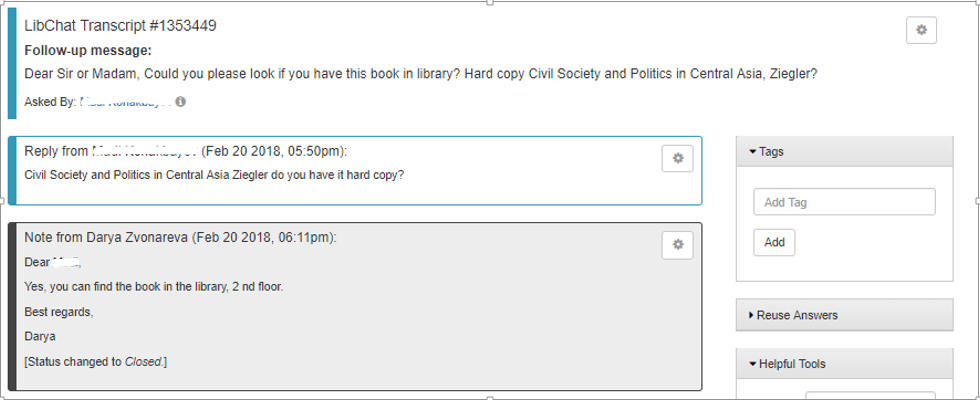 LibChat Transcript #1353449
Follow-up message:
Dear Sir or Madam, Could you please look if you have this book in library? Hard copy Civil Society and Politics in Central Asia, Ziegler?
Asked By:
Reply from (Feb 20 2018, 05:50pm):
Civil Society and Politics in Central Asia Ziegler do you have it hard copy?
Note from Darya Zvonareva (Feb 20 2018, 06:11pm):
Dear
Yes, you can find the book in the library, 2 nd floor.
Best regards,
Darya
[Status changed to Closed.]
Tags
Add Tag
Add
Reuse Answers
Helpful Tools